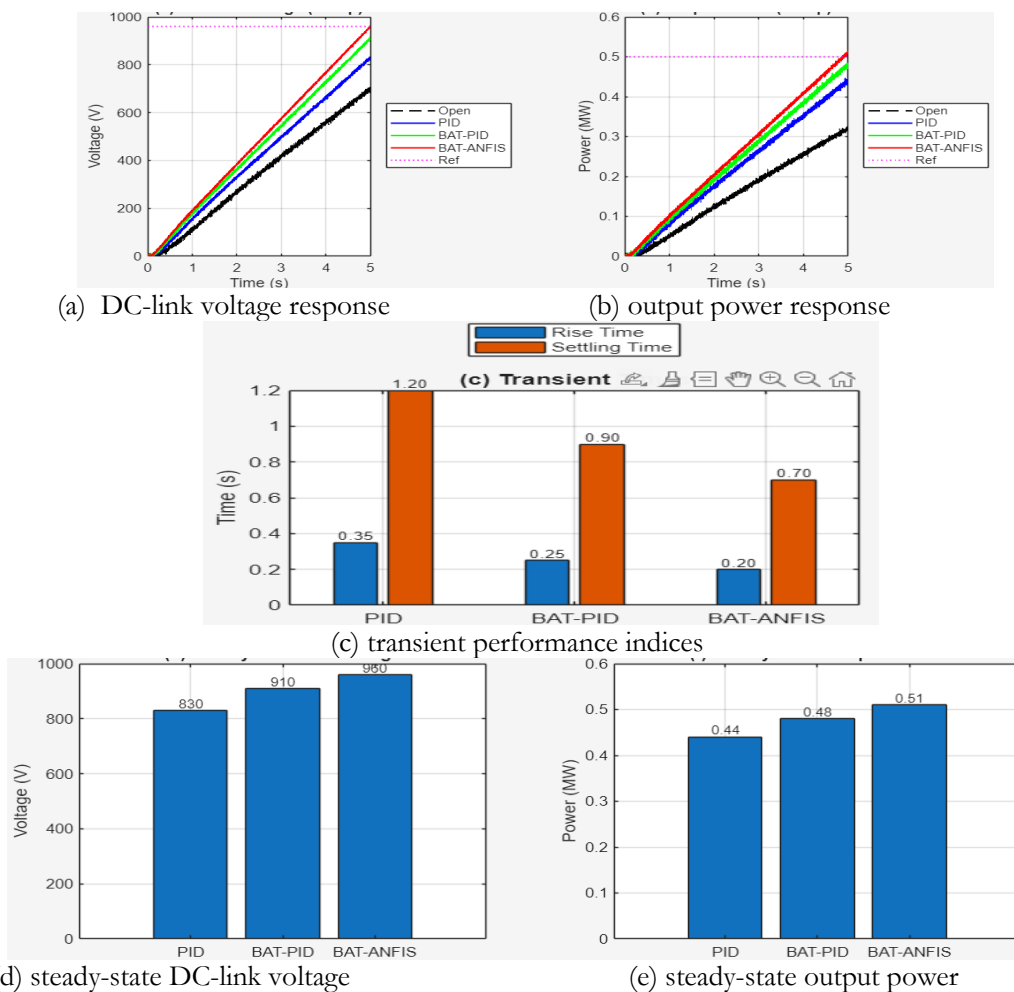 1000
800
600
400
200
0
Voltage (V)
0 1 2 3 4 5
Time (s)
Open
PID
BAT-PID
BAT-ANFIS
Ref
0.6
0.5
0.4
0.3
0.2
0.1
0
Power (MW)
0 1 2 3 4 5
Time (s)
Open
PID
BAT-PID
BAT-ANFIS
Ref
(a) DC-link voltage response
(b) output power response
Rise Time
Settling Time
(c) Transient
1.2
1
0.8
0.6
0.4
0.2
0
Time (s)
0.35
1.20
0.25
0.90
0.20
0.70
PID BAT-PID BAT-ANFIS
(c) transient performance indices
1000
800
600
400
200
0
Voltage (V)
830
910
960
PID BAT-PID BAT-ANFIS
0.6
0.5
0.4
0.3
0.2
0.1
0
Power (MW)
0.44
0.48
0.51
PID BAT-PID BAT-ANFIS
d) steady-state DC-link voltage
(e) steady-state output power